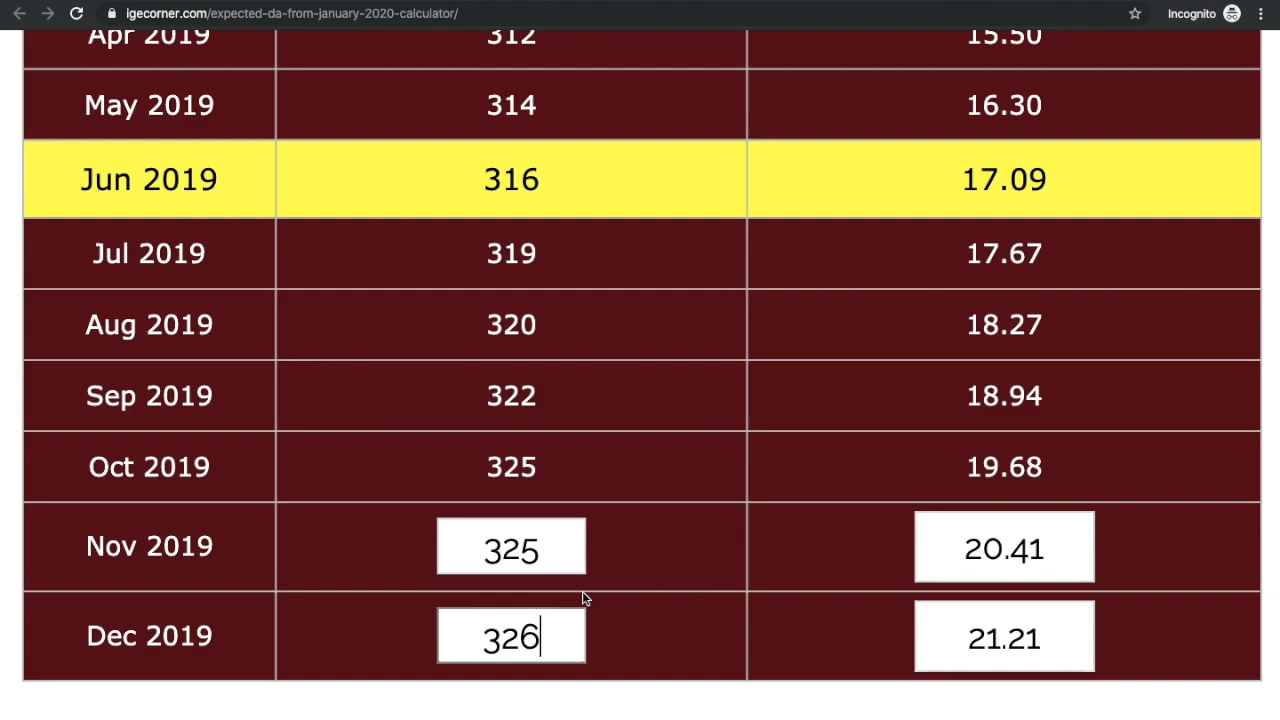 igecorner.com/expected-da-from-january-2020-calculator/ Incognito
Apr 2019 312 15.50
May 2019 314 16.30
Jun 2019 316 17.09
Jul 2019 319 17.67
Aug 2019 320 18.27
Sep 2019 322 18.94
Oct 2019 325 19.68
Nov 2019 325 20.41
Dec 2019 326 21.21